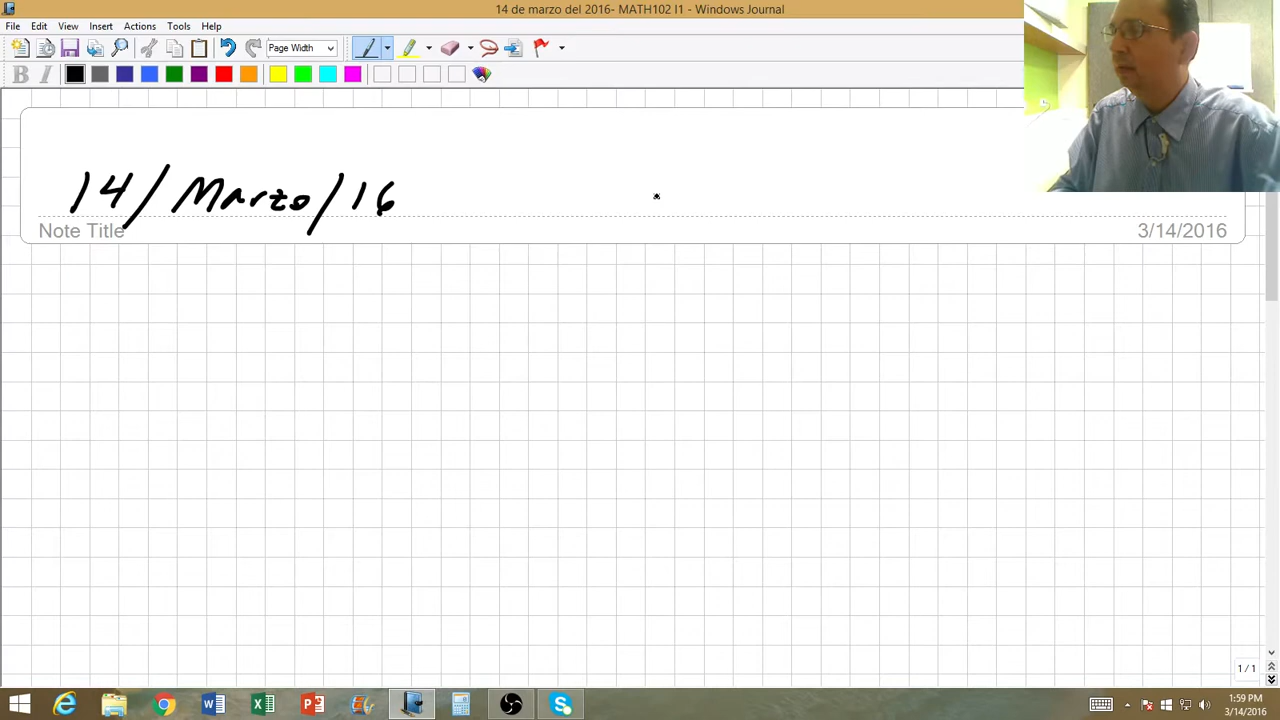 14 de marzo del 2016- MATH102 I1 - Windows Journal
File Edit View Insert Actions Tools Help
Page Width
B I
14/Marzo/16
Note Title
3/14/2016
1 / 1
1:59 PM
3/14/2016